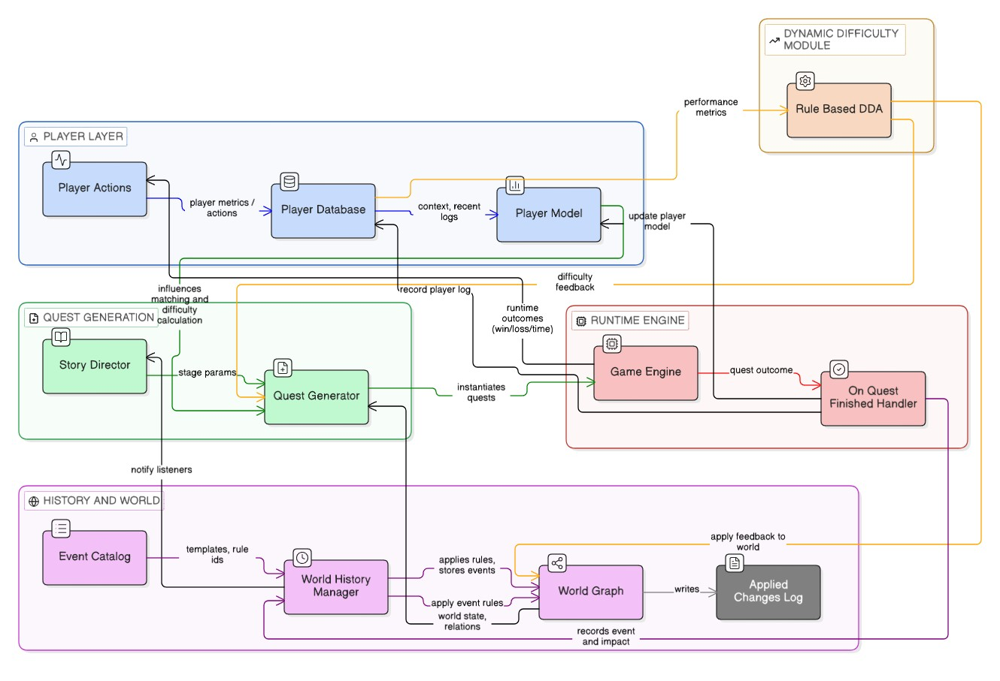 DYNAMIC DIFFICULTY
MODULE
Rule Based DDA
performance
metrics
PLAYER LAYER
Player Actions
player metrics /
actions
Player Database
context, recent
logs
Player Model
update player
model
difficulty
feedback
record player log
influences
matching and
difficulty
calculation
runtime
outcomes
(win/loss/time)
QUEST GENERATION
Story Director
stage params
Quest Generator
instantiates
quests
RUNTIME ENGINE
Game Engine
quest outcome
On Quest
Finished Handler
notify listeners
HISTORY AND WORLD
Event Catalog
templates, rule
ids
World History
Manager
applies rules,
stores events
apply event rules
world state,
relations
World Graph
apply feedback to
world
writes
Applied
Changes Log
records event
and impact